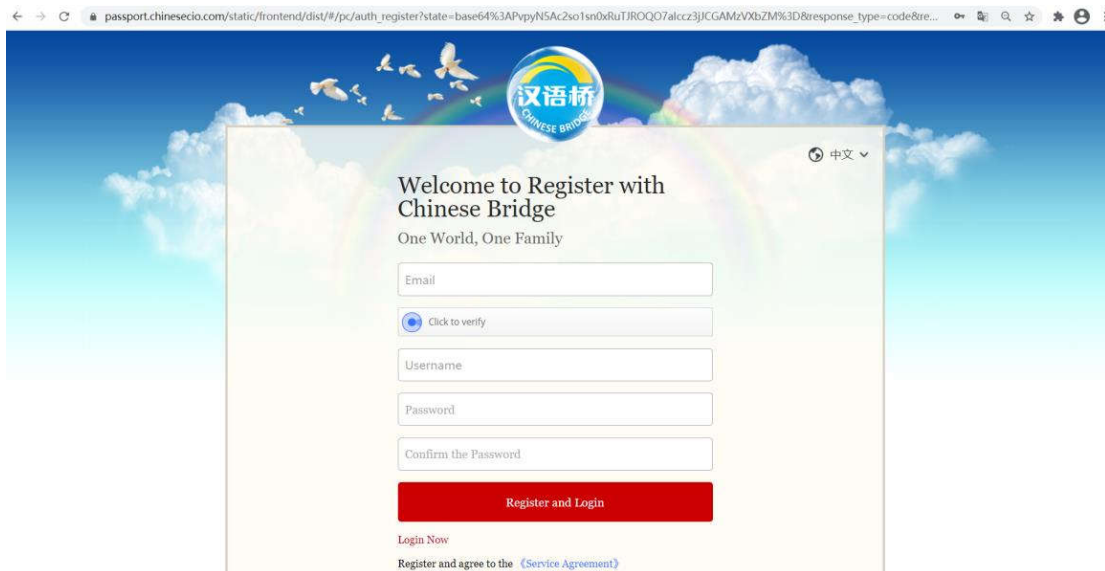 passport.chinesecio.com/static/frontend/dist/#/pc/auth_register?state=base64%3APvpyN5Ac2so1sn0xRuTJROQO7alccz3jJCGAMzVXbZM%3D&response_type=code&re...
汉语桥
CHINESE BRIDGE
中文
Welcome to Register with
Chinese Bridge
One World, One Family
Email
Click to verify
Username
Password
Confirm the Password
Register and Login
Login Now
Register and agree to the 《Service Agreement》